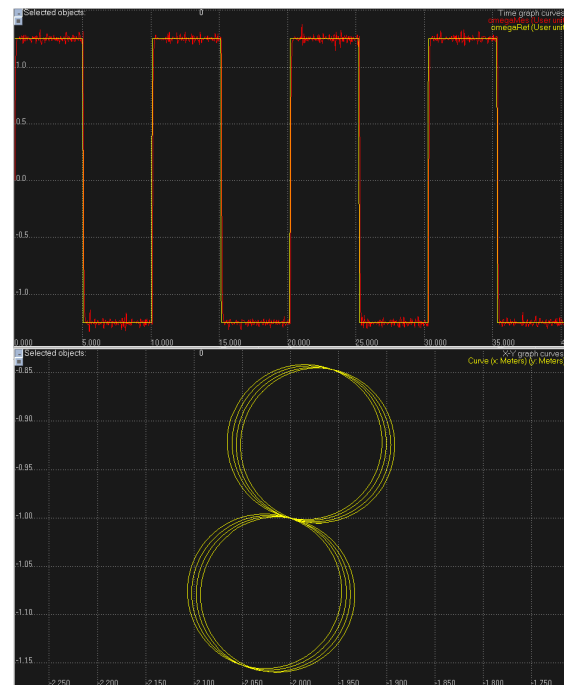 Selected objects: 0 Time graph curves
omegaRes (User unit
omegaRef (User unit
1.0
0.5
0.0
-0.5
-1.0
0.000 5.000 10.000 15.000 20.000 25.000 30.000 35.000
Selected objects: 0 X-Y graph curves
Curve (x: Meters) (y: Meters)
-0.85
-0.90
-0.95
-1.00
-1.05
-1.10
-1.15
-2.250 -2.200 -2.150 -2.100 -2.050 -2.000 -1.950 -1.900 -1.850 -1.800 -1.750